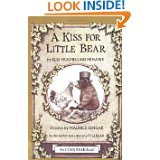 A KISS FOR
LITTLE BEAR
by ELSE HOLMELUND MINARIK
Pictures by MAURICE SENDAK
An I CAN READ Book